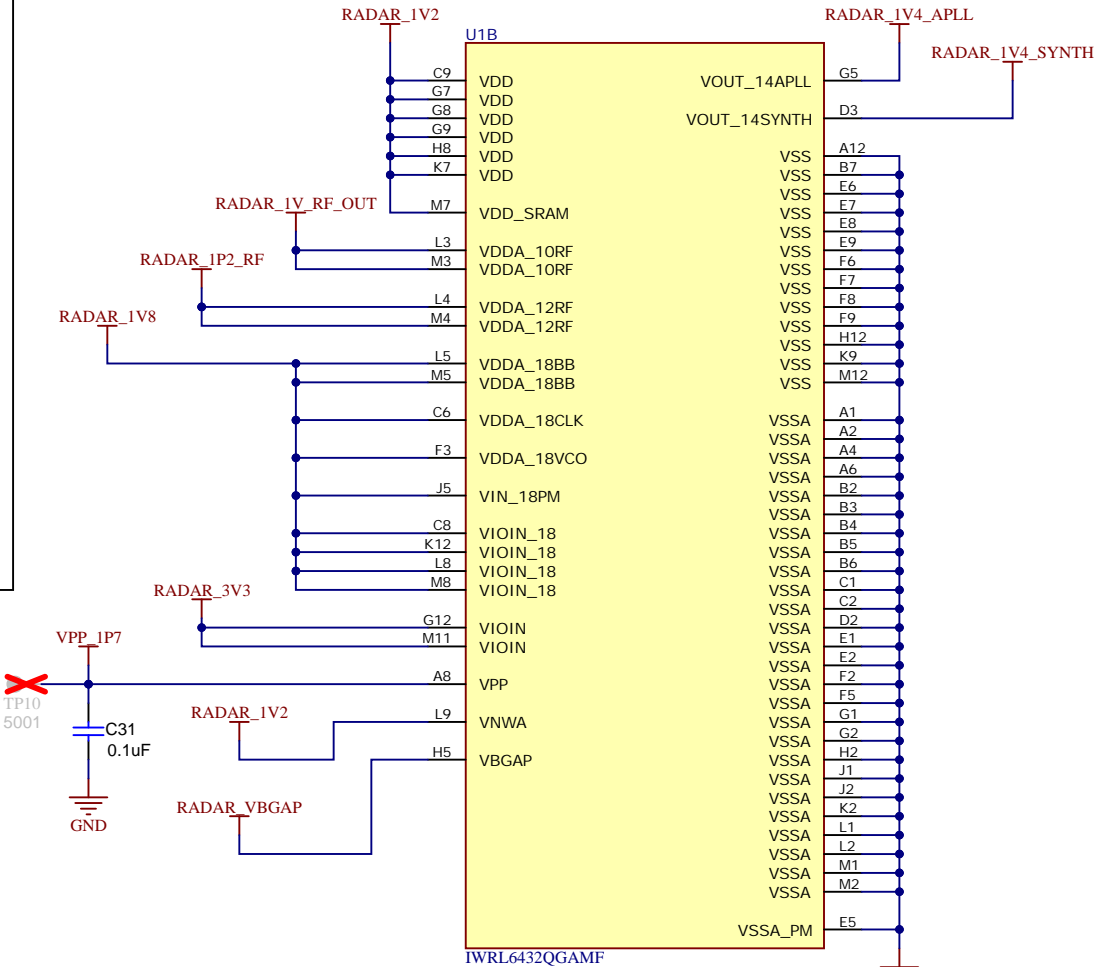 RADAR_1V2
RADAR_1V4_APLL
U1B
RADAR_1V4_SYNTH
C9 VDD
G7 VDD
G8 VDD
G9 VDD
H8 VDD
K7 VDD
M7 VDD_SRAM
RADAR_1V_RF_OUT
L3 VDDA_10RF
M3 VDDA_10RF
RADAR_1P2_RF
L4 VDDA_12RF
M4 VDDA_12RF
RADAR_1V8
L5 VDDA_18BB
M5 VDDA_18BB
C6 VDDA_18CLK
F3 VDDA_18VCO
J5 VIN_18PM
C8 VIOIN_18
K12 VIOIN_18
L8 VIOIN_18
M8 VIOIN_18
RADAR_3V3
G12 VIOIN
M11 VIOIN
VPP_1P7
A8 VPP
TP10
5001
RADAR_1V2
L9 VNWA
C31
0.1uF
H5 VBGAP
RADAR_VBGAP
GND
VOUT_14APLL G5
VOUT_14SYNTH D3
VSS A12
VSS B7
VSS E6
VSS E7
VSS E8
VSS E9
VSS F6
VSS F7
VSS F8
VSS F9
VSS H12
VSS K9
VSS M12
VSSA A1
VSSA A2
VSSA A4
VSSA A6
VSSA B2
VSSA B3
VSSA B4
VSSA B5
VSSA B6
VSSA C1
VSSA C2
VSSA D2
VSSA E1
VSSA E2
VSSA F2
VSSA F5
VSSA G1
VSSA G2
VSSA H2
VSSA J1
VSSA J2
VSSA K2
VSSA L1
VSSA L2
VSSA M1
VSSA M2
VSSA_PM E5
IWRL6432QGAMF